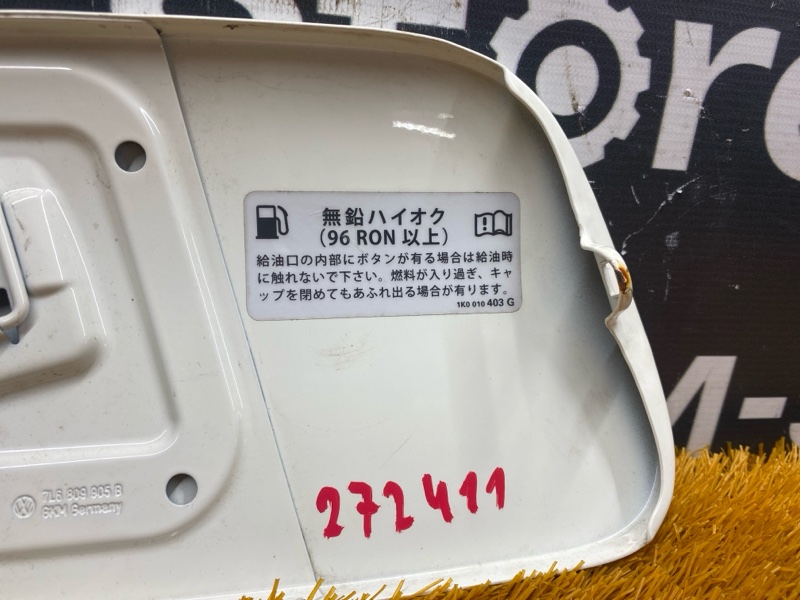 Fore
無鉛ハイオク
(96 RON 以上)
給油口の内部にボタンが有る場合は給油時
に触れないで下さい。燃料が入り過ぎ、キャ
ップを閉めてもあふれ出る場合が有ります。
1K0 010 403 G
7L6 809 905 B
GKM Germany
272411